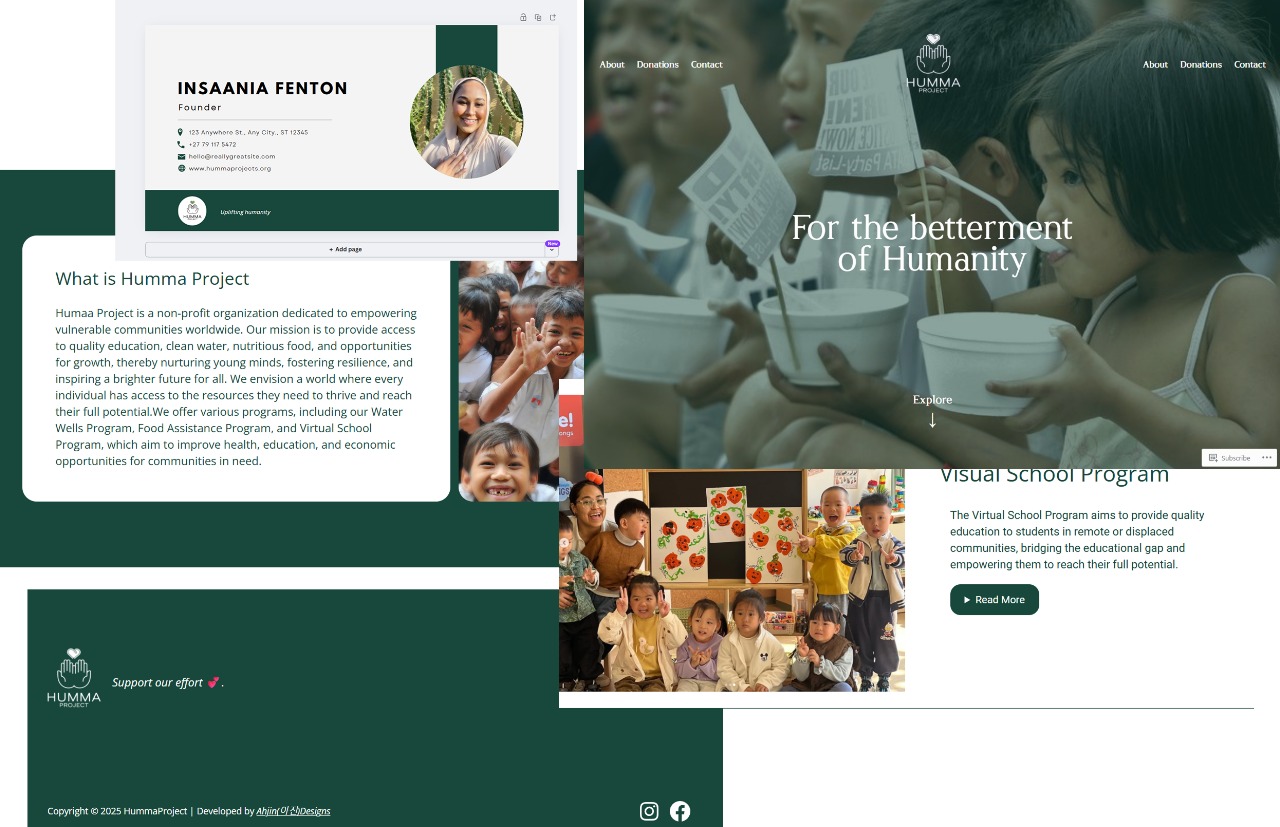 INSAANIA FENTON
Founder
123 Anywhere St., Any City., ST 12345
+27 79 117 5472
hello@reallygreatsite.com
www.hummaprojects.org
HUMMA
Uplifting humanity
+ Add page
New
About Donations Contact
HUMMA
PROJECT
About Donations Contact
For the betterment
of Humanity
Explore
Subscribe
What is Humma Project
Humaa Project is a non-profit organization dedicated to empowering
vulnerable communities worldwide. Our mission is to provide access
to quality education, clean water, nutritious food, and opportunities
for growth, thereby nurturing young minds, fostering resilience, and
inspiring a brighter future for all. We envision a world where every
individual has access to the resources they need to thrive and reach
their full potential.We offer various programs, including our Water
Wells Program, Food Assistance Program, and Virtual School
Program, which aim to improve health, education, and economic
opportunities for communities in need.
e!
ongs
Visual School Program
The Virtual School Program aims to provide quality
education to students in remote or displaced
communities, bridging the educational gap and
empowering them to reach their full potential.
Read More
HUMMA
PROJECT
Support our effort 💕 .
Copyright © 2025 HummaProject | Developed by Ahjin(아진)Designs